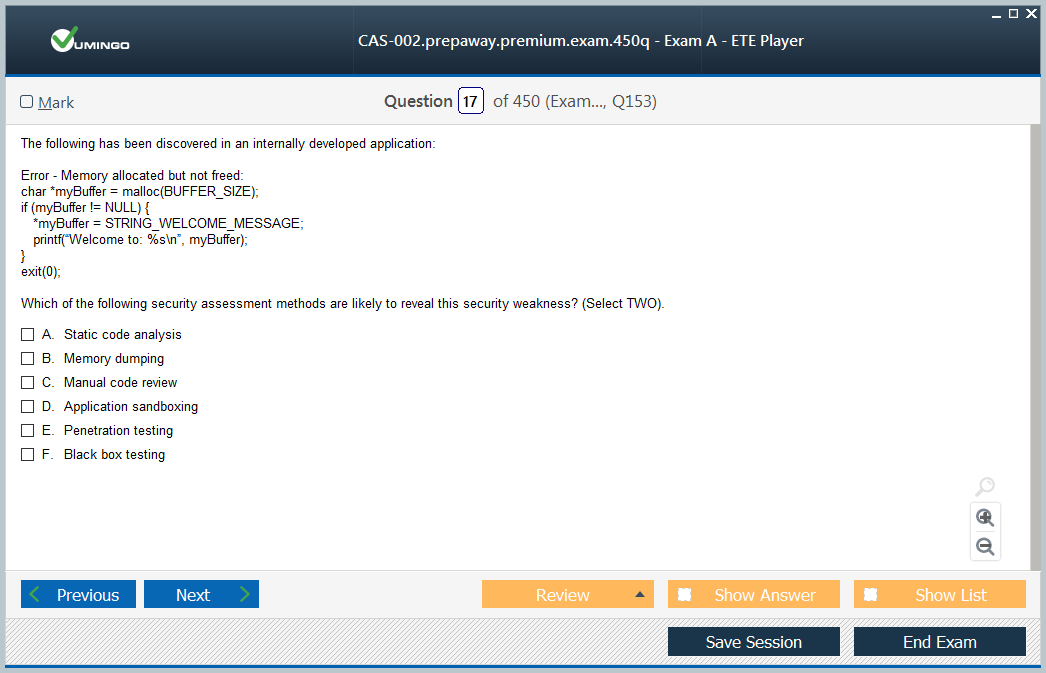 VUMINGO
CAS-002.prepaway.premium.exam.450q - Exam A - ETE Player
Mark
Question 17 of 450 (Exam..., Q153)
The following has been discovered in an internally developed application:
Error - Memory allocated but not freed:
char *myBuffer = malloc(BUFFER_SIZE);
if (myBuffer != NULL) {
*myBuffer = STRING_WELCOME_MESSAGE;
printf(“Welcome to: %s\n”, myBuffer);
}
exit(0);
Which of the following security assessment methods are likely to reveal this security weakness? (Select TWO).
A. Static code analysis
B. Memory dumping
C. Manual code review
D. Application sandboxing
E. Penetration testing
F. Black box testing
Previous Next Review Show Answer Show List
Save Session End Exam